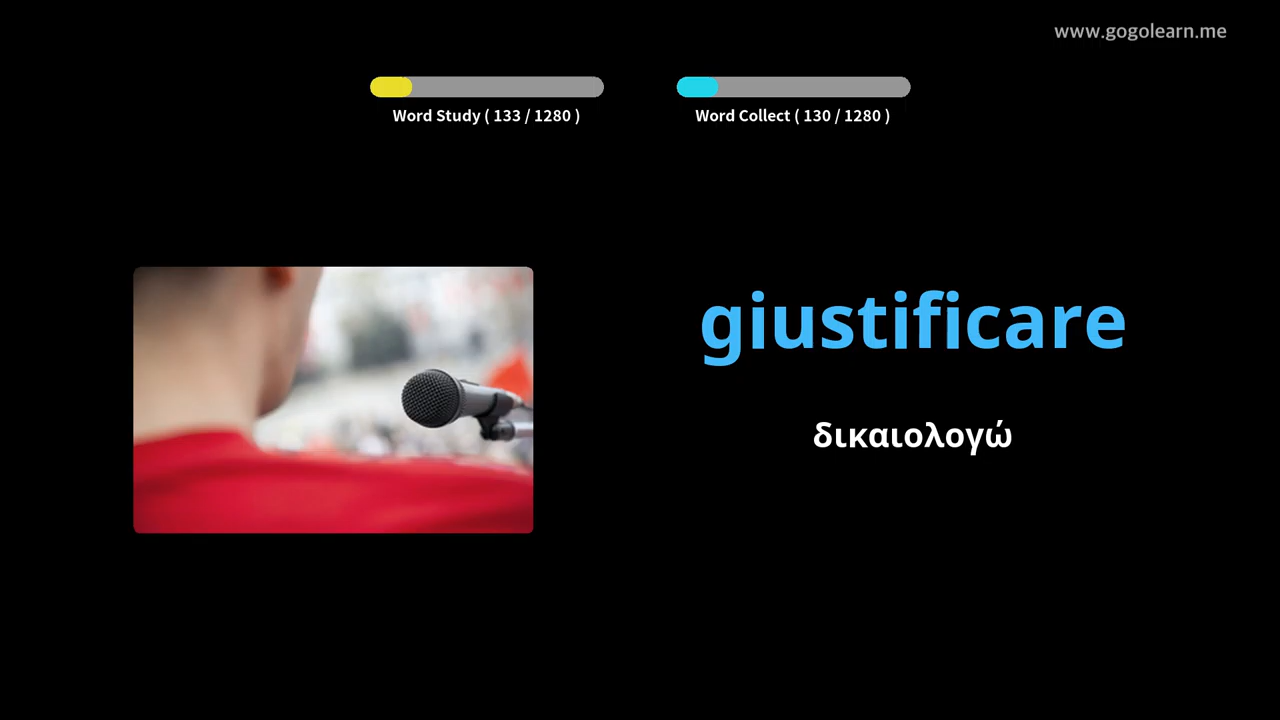 www.gogolearn.me
Word Study ( 133 / 1280 )
Word Collect ( 130 / 1280 )
giustificare
δικαιολογώ